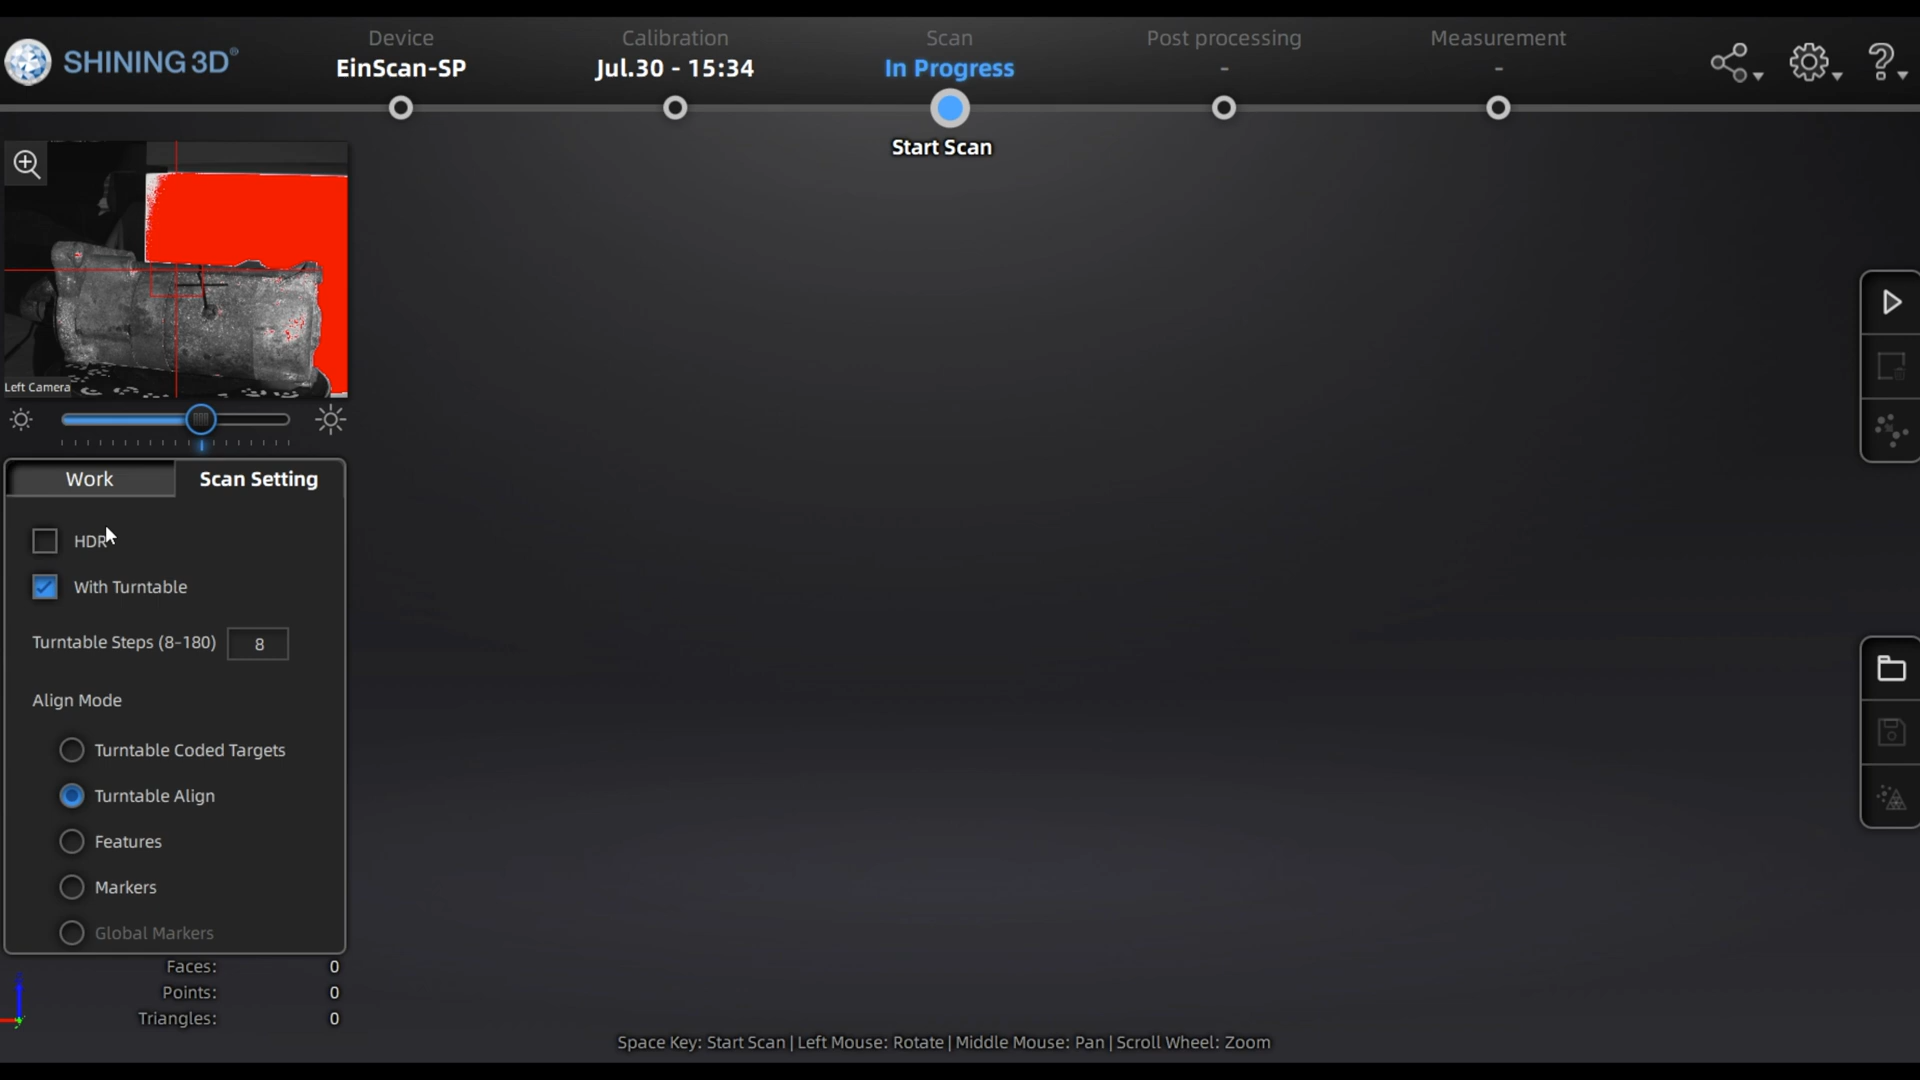 SHINING 3D®
Device
EinScan-SP
Calibration
Jul.30 - 15:34
Scan
In Progress
Post processing
-
Measurement
-
Start Scan
Left Camera
Work
Scan Setting
HDR
With Turntable
Turntable Steps (8-180) 8
Align Mode
Turntable Coded Targets
Turntable Align
Features
Markers
Global Markers
Faces: 0
Points: 0
Triangles: 0
Space Key: Start Scan | Left Mouse: Rotate | Middle Mouse: Pan | Scroll Wheel: Zoom